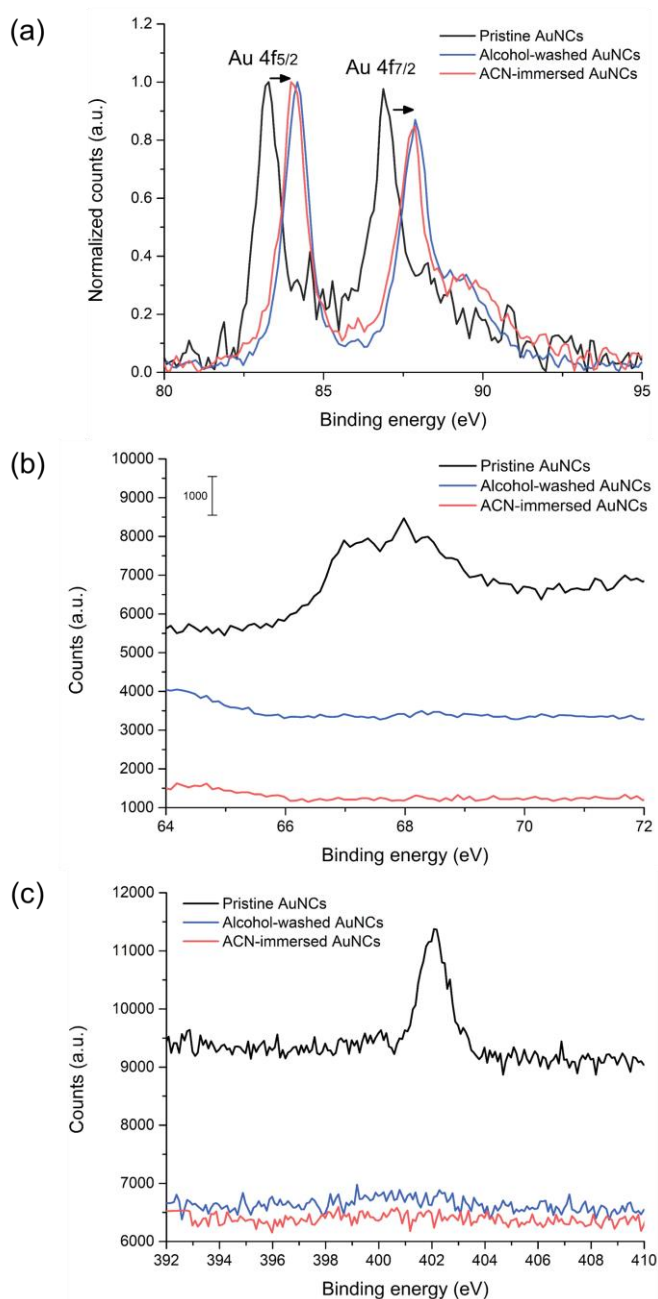 (a)
Pristine AuNCs
Alcohol-washed AuNCs
ACN-immersed AuNCs
Au 4f5/2
Au 4f7/2
1.2
1.0
0.8
0.6
0.4
0.2
0.0
Normalized counts (a.u.)
80 85 90 95
Binding energy (eV)
(b)
Pristine AuNCs
Alcohol-washed AuNCs
ACN-immersed AuNCs
1000
10000
9000
8000
7000
6000
5000
4000
3000
2000
1000
Counts (a.u.)
64 66 68 70 72
Binding energy (eV)
(c)
Pristine AuNCs
Alcohol-washed AuNCs
ACN-immersed AuNCs
12000
11000
10000
9000
8000
7000
6000
Counts (a.u.)
392 394 396 398 400 402 404 406 408 410
Binding energy (eV)